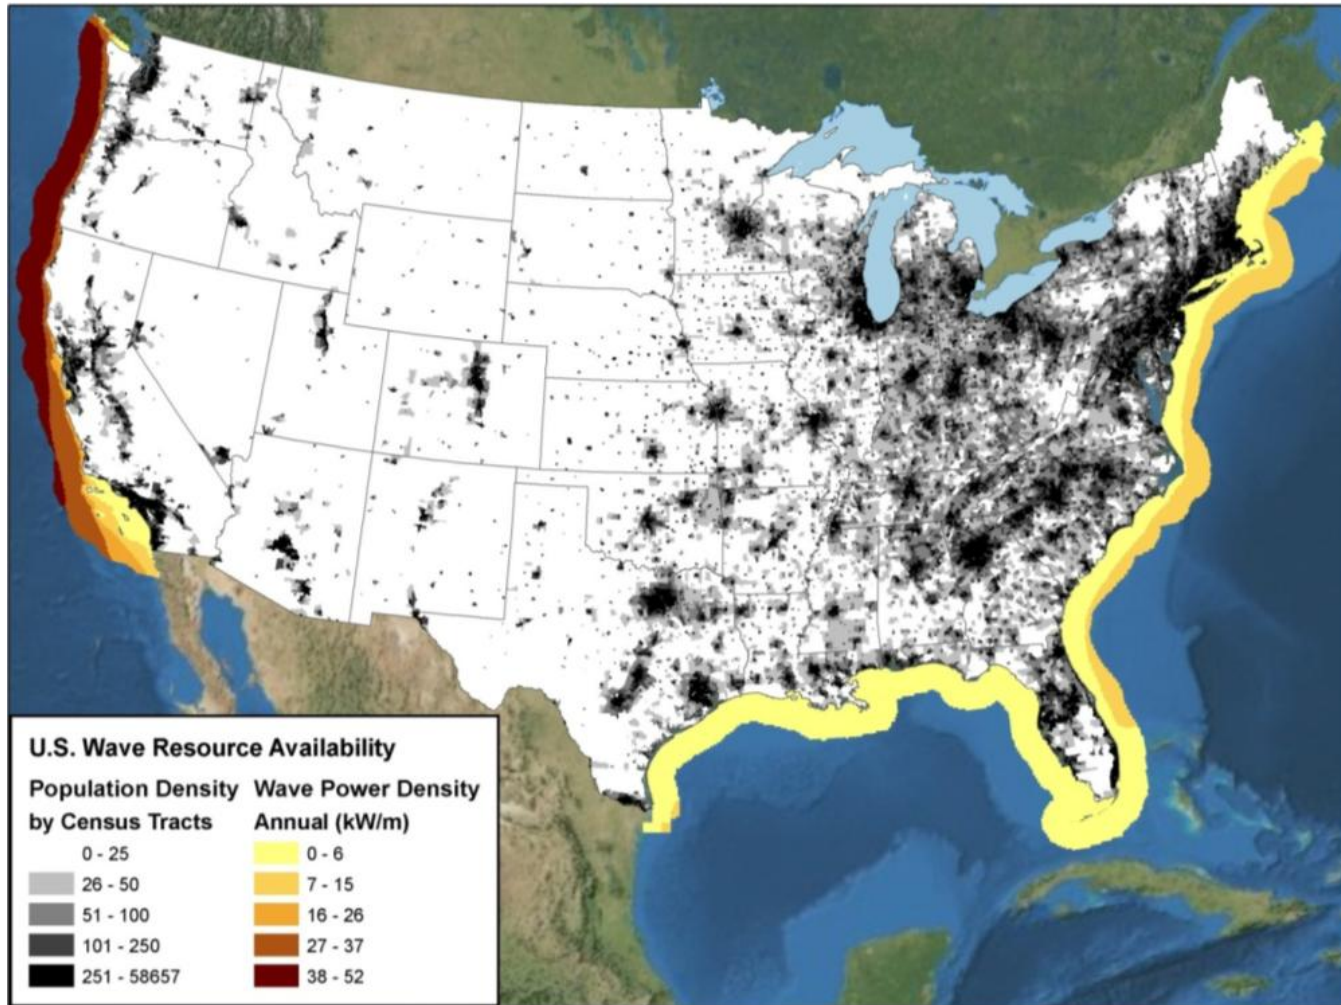 U.S. Wave Resource Availability
Population Density by Census Tracts
0 - 25
26 - 50
51 - 100
101 - 250
251 - 58657
Wave Power Density Annual (kW/m)
0 - 6
7 - 15
16 - 26
27 - 37
38 - 52